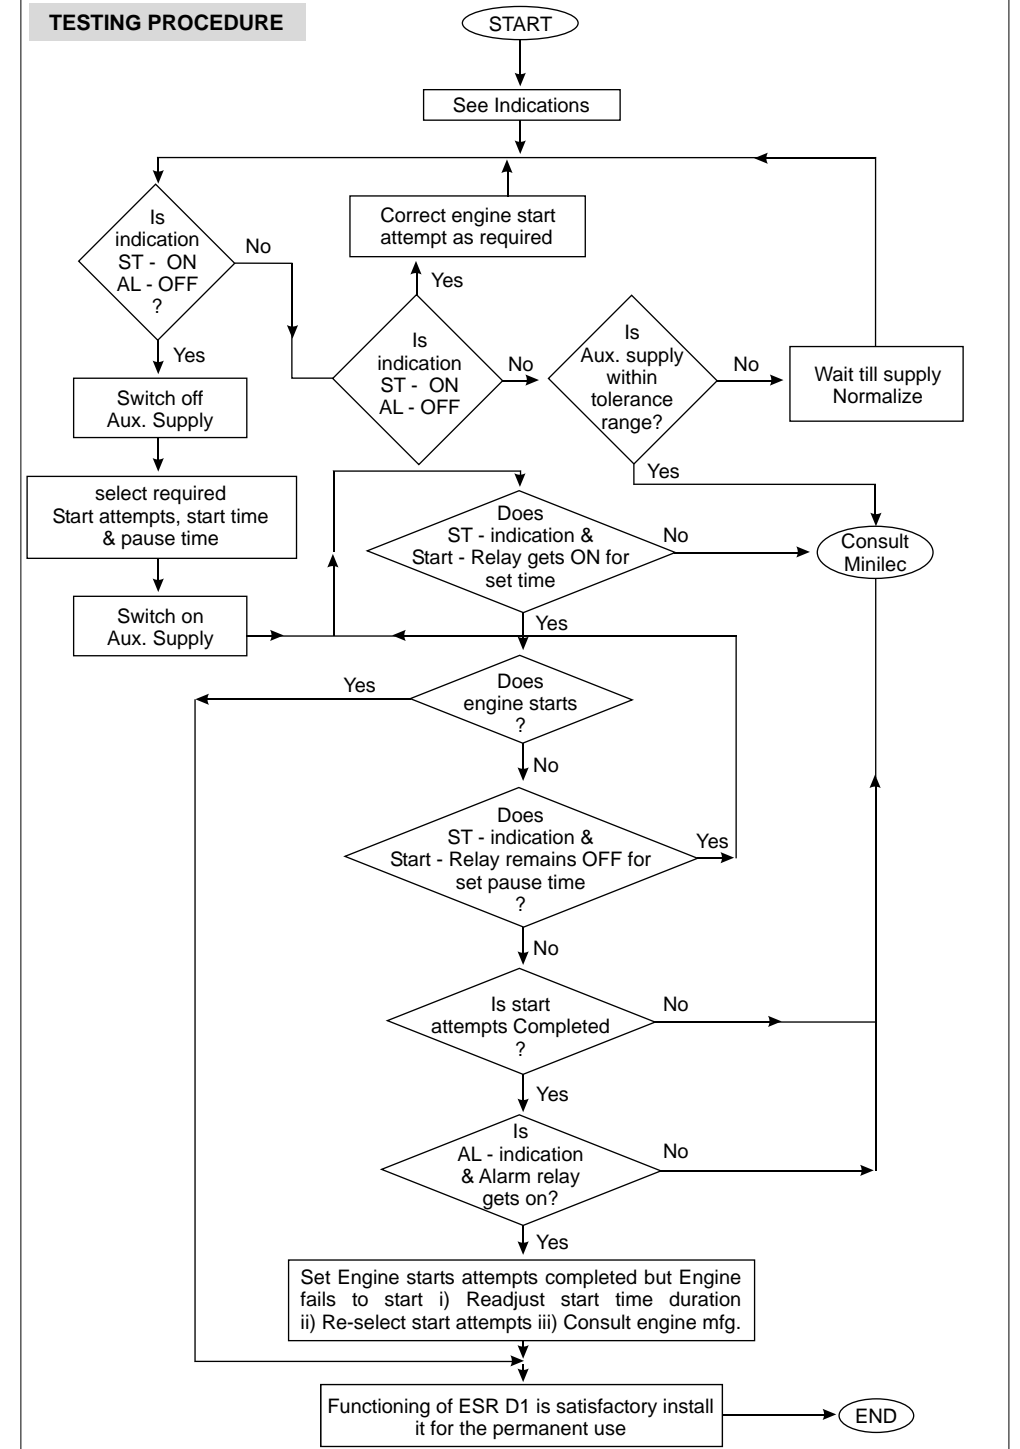 TESTING PROCEDURE
START
See Indications
Correct engine start
attempt as required
Is
indication
ST - ON
AL - OFF
?
No
Yes
Yes
Is
indication
ST - ON
AL - OFF
No
Is
Aux. supply
within
tolerance
range?
No
Wait till supply
Normalize
Yes
Switch off
Aux. Supply
select required
Start attempts, start time
& pause time
Switch on
Aux. Supply
Does
ST - indication &
Start - Relay gets ON for
set time
No
Consult
Minilec
Yes
Does
engine starts
?
Yes
No
Does
ST - indication &
Start - Relay remains OFF for
set pause time
?
Yes
No
Is start
attempts Completed
?
No
Yes
Is
AL - indication
& Alarm relay
gets on?
No
Yes
Set Engine starts attempts completed but Engine
fails to start i) Readjust start time duration
ii) Re-select start attempts iii) Consult engine mfg.
Functioning of ESR D1 is satisfactory install
it for the permanent use
END